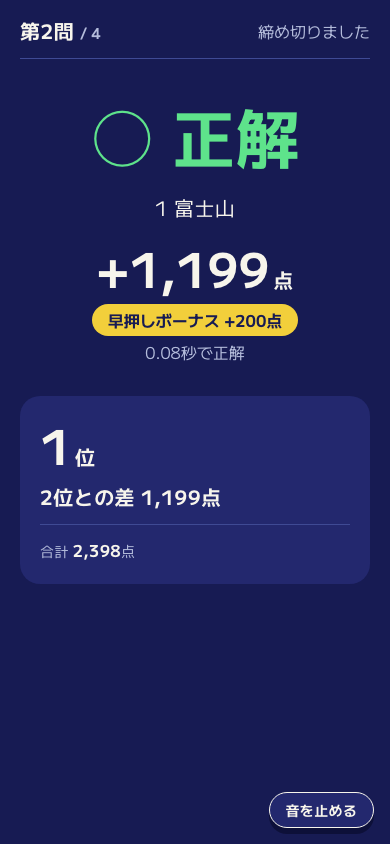 第2問 / 4
締め切りました
○ 正解
1 富士山
+1,199点
早押しボーナス +200点
0.08秒で正解
1位
2位との差 1,199点
合計 2,398点
音を止める